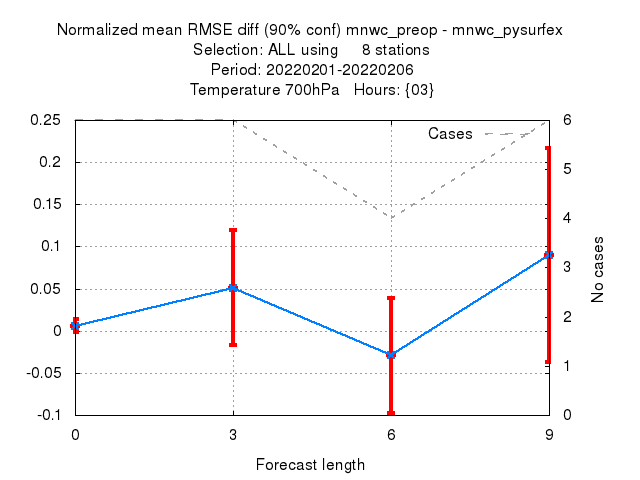 Normalized mean RMSE diff (90% conf) mnwc_preop - mnwc_pysurfex
Selection: ALL using     8 stations
Period: 20220201-20220206
Temperature 700hPa   Hours: {03}
Cases
0.25
0.2
0.15
0.1
0.05
0
-0.05
-0.1
6
5
4
3
2
1
0
No cases
0 3 6 9
Forecast length